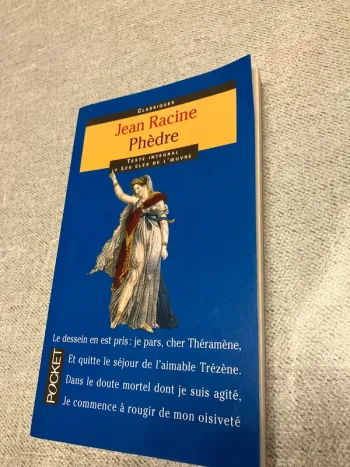 CLASSIQUES
Jean Racine
Phèdre
TEXTE INTÉGRAL
+ LES CLÉS DE L'ŒUVRE
Le dessein en est pris : je pars, cher Théramène,
Et quitte le séjour de l'aimable Trézène.
Dans le doute mortel dont je suis agité,
Je commence à rougir de mon oisiveté
POCKET